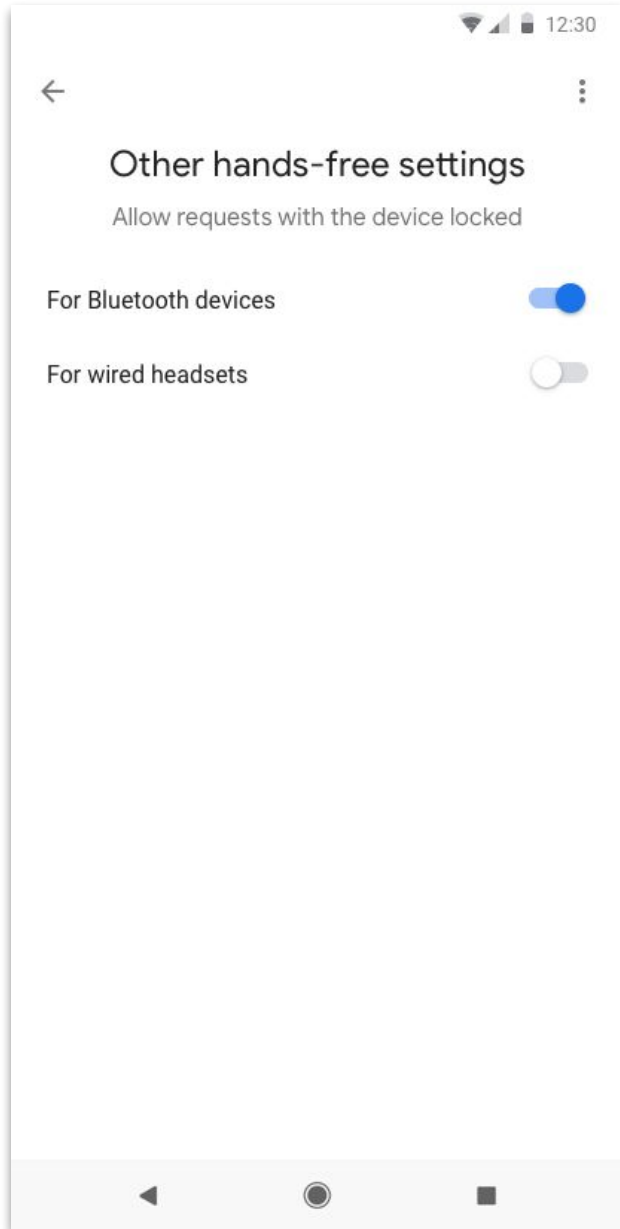 12:30
Other hands-free settings
Allow requests with the device locked
For Bluetooth devices
For wired headsets